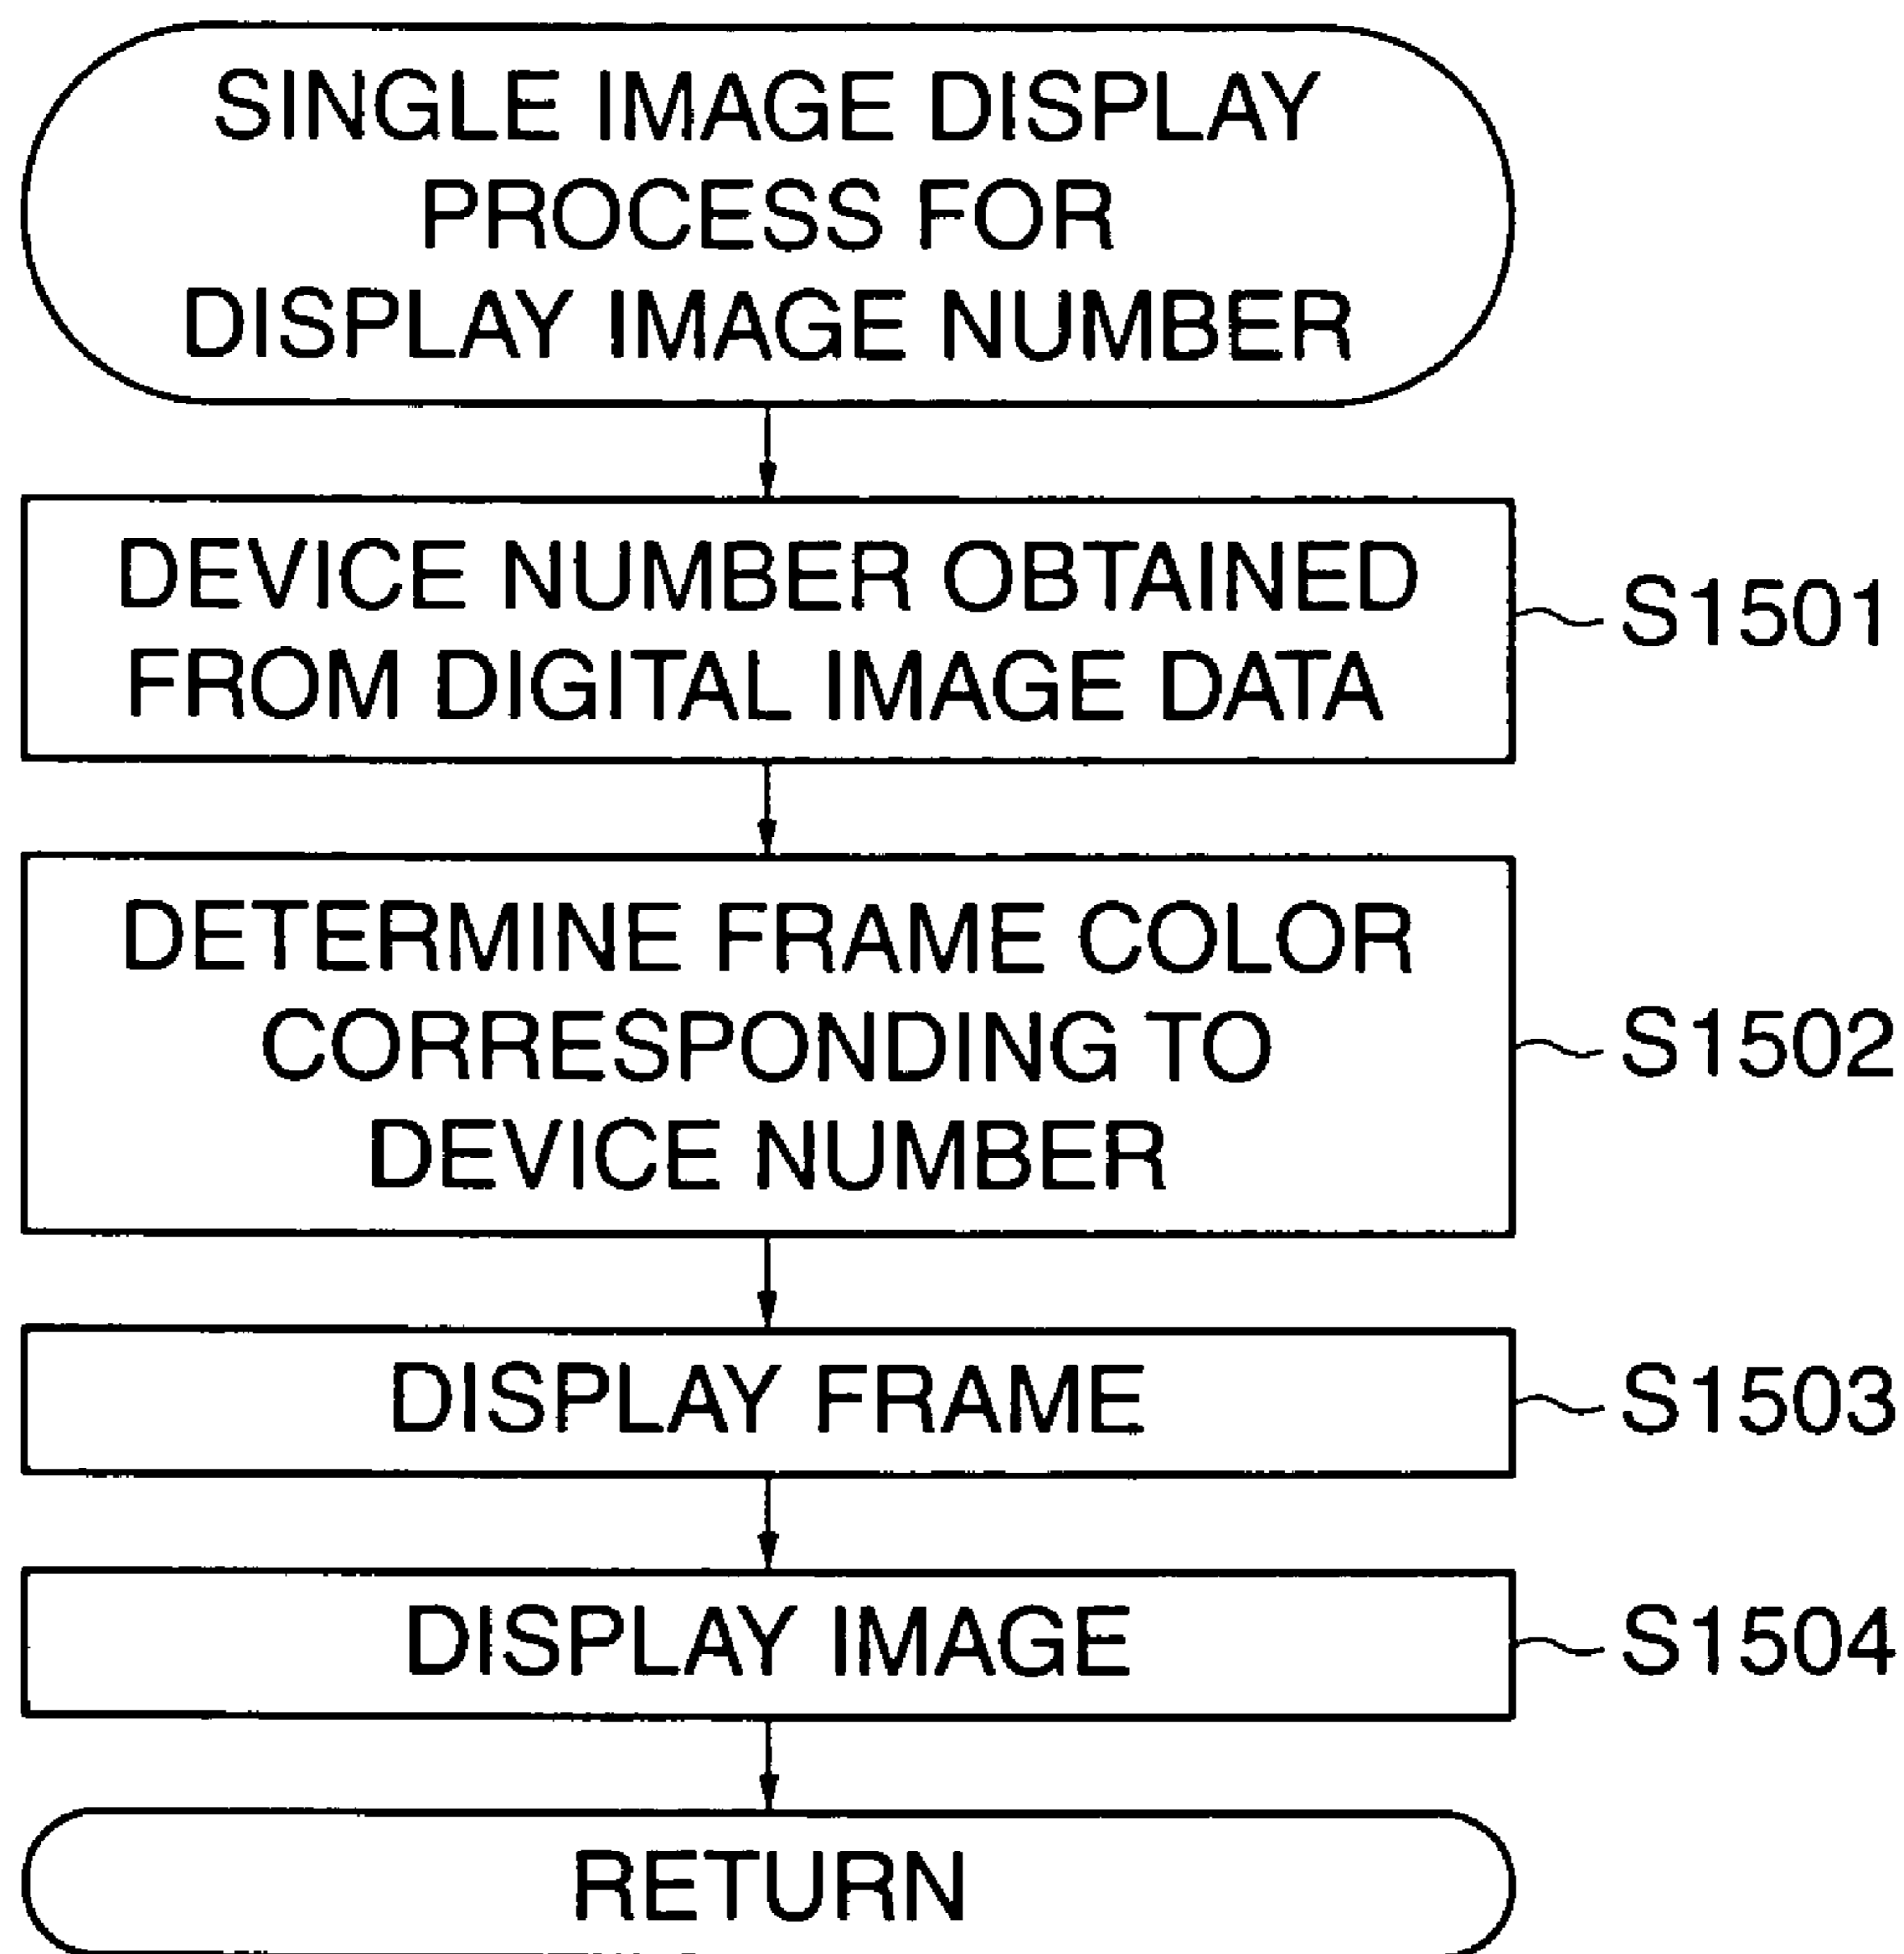 SINGLE IMAGE DISPLAY
PROCESS FOR
DISPLAY IMAGE NUMBER
DEVICE NUMBER OBTAINED
FROM DIGITAL IMAGE DATA
S1501
DETERMINE FRAME COLOR
CORRESPONDING TO
DEVICE NUMBER
S1502
DISPLAY FRAME
S1503
DISPLAY IMAGE
S1504
RETURN